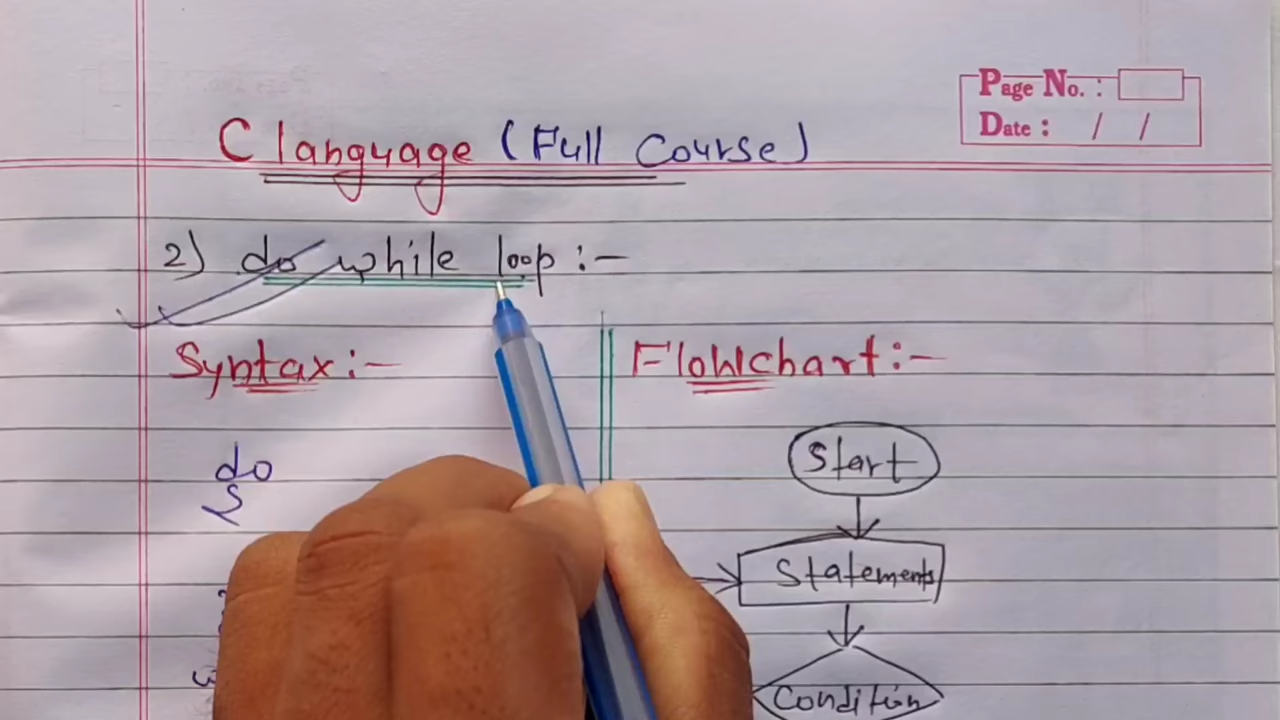 Page No. :
Date : / /
C language (Full Course)
2) do while loop :-
Syntax :-
do
{
Flowchart :-
Start
Statements
Condition